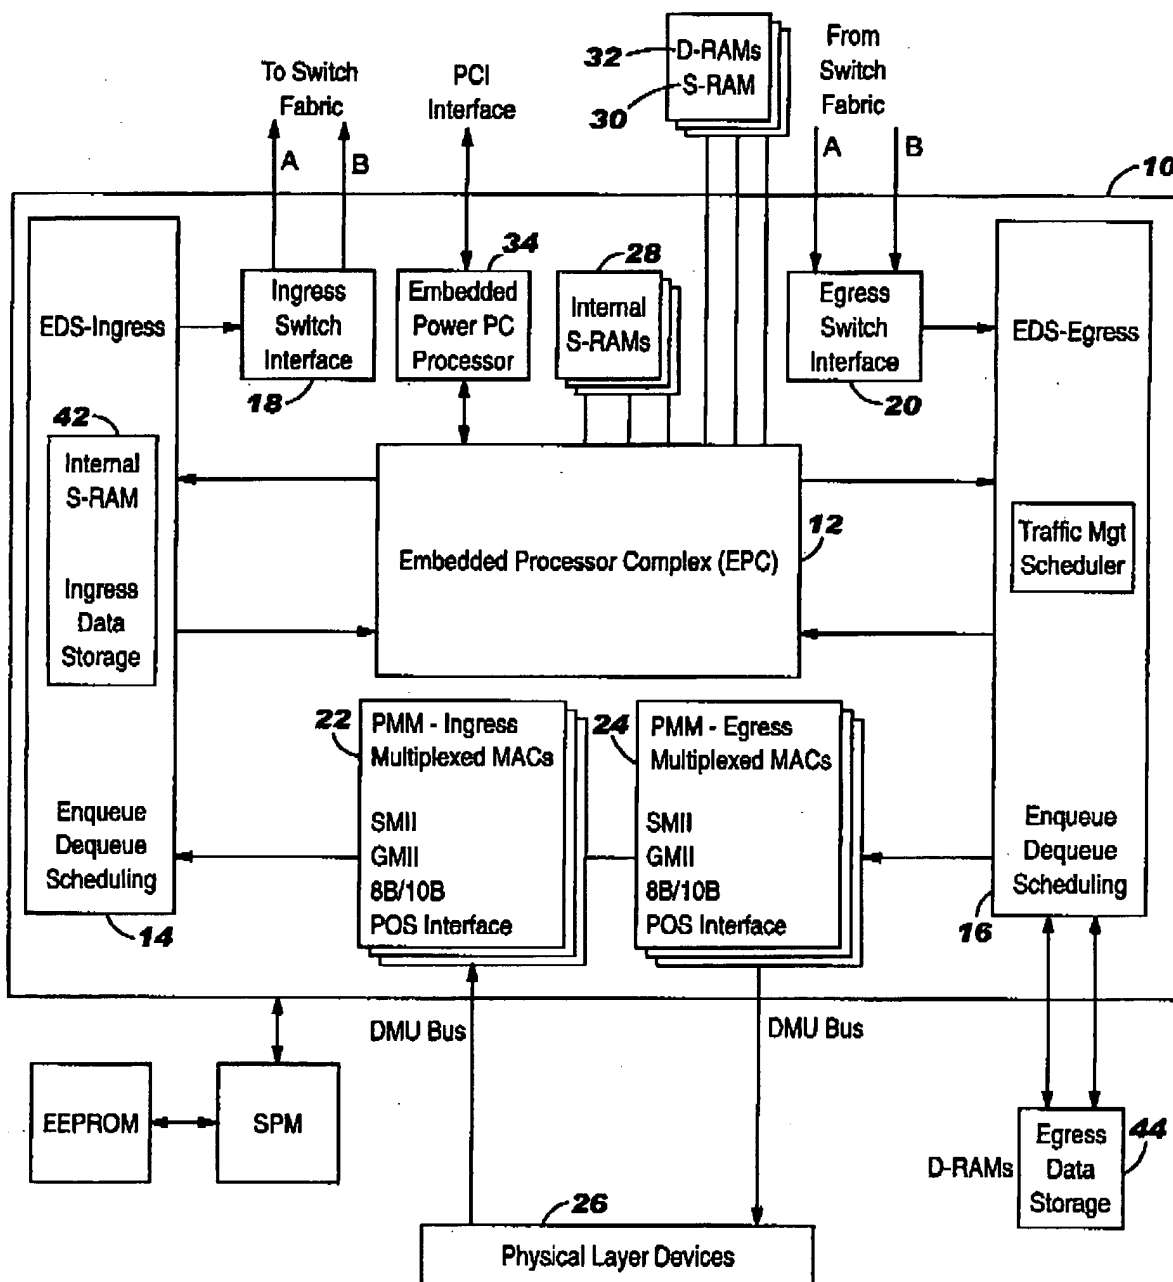 32
D-RAMs
S-RAM
30
From
Switch
Fabric
To Switch
Fabric
PCI
Interface
A
B
A
B
10
34
28
EDS-Ingress
Ingress
Switch
Interface
18
Embedded
Power PC
Processor
Internal
S-RAMs
Egress
Switch
Interface
20
EDS-Egress
42
Internal
S-RAM
Ingress
Data
Storage
Embedded Processor Complex (EPC)
12
Traffic Mgt
Scheduler
22
PMM - Ingress
Multiplexed MACs
SMII
GMII
8B/10B
POS Interface
24
PMM - Egress
Multiplexed MACs
SMII
GMII
8B/10B
POS Interface
Enqueue
Dequeue
Scheduling
14
Enqueue
Dequeue
Scheduling
16
DMU Bus
DMU Bus
EEPROM
SPM
D-RAMs
Egress
Data
Storage
44
26
Physical Layer Devices